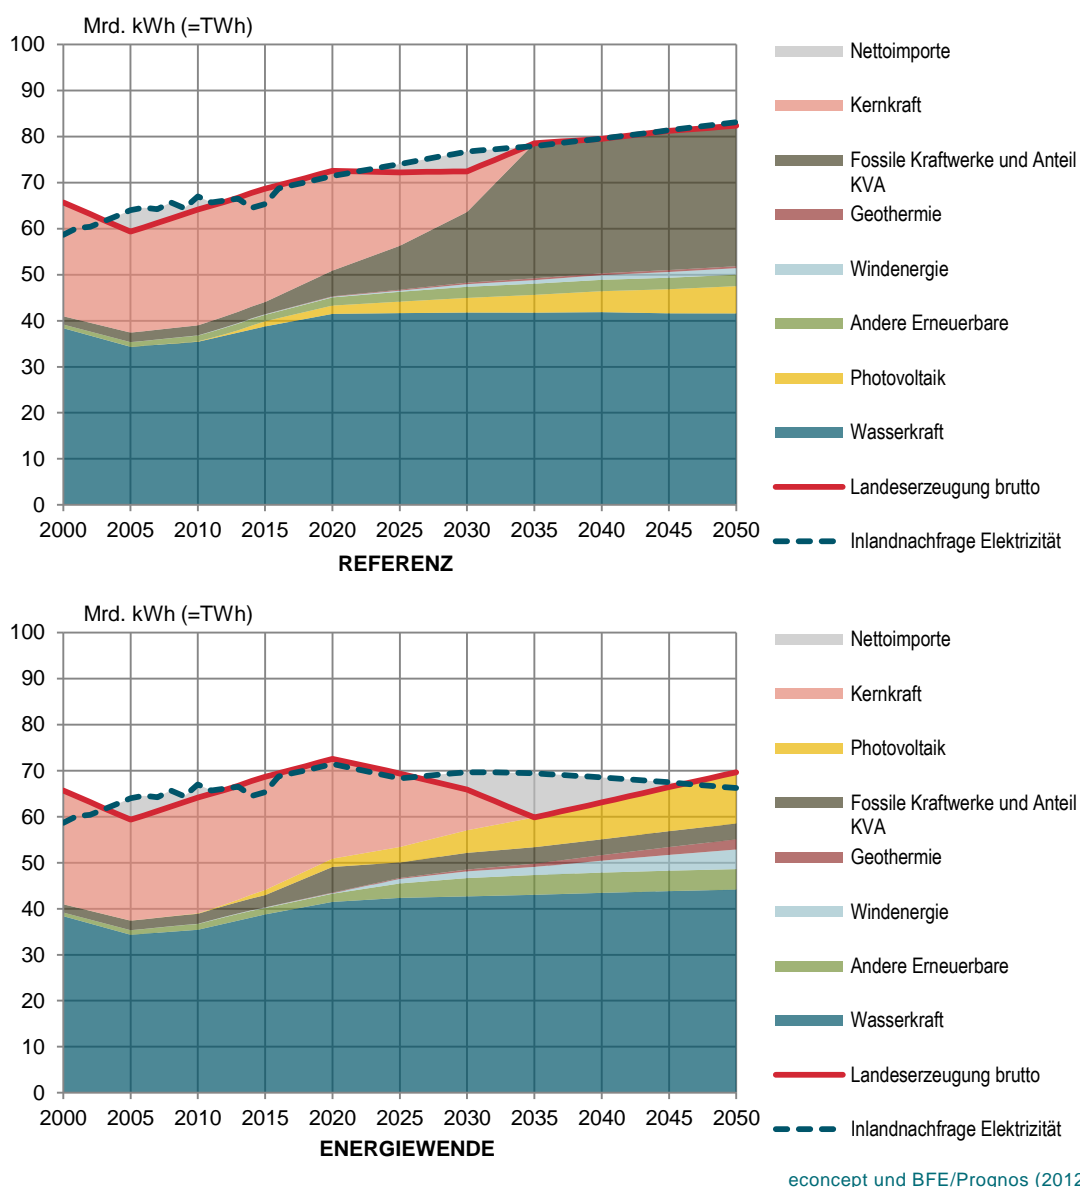 Mrd. kWh (=TWh)
100
90
80
70
60
50
40
30
20
10
0
2000 2005 2010 2015 2020 2025 2030 2035 2040 2045 2050
REFERENZ
Nettoimporte
Kernkraft
Fossile Kraftwerke und Anteil
KVA
Geothermie
Windenergie
Andere Erneuerbare
Photovoltaik
Wasserkraft
Landeserzeugung brutto
Inlandnachfrage Elektrizität
Mrd. kWh (=TWh)
100
90
80
70
60
50
40
30
20
10
0
2000 2005 2010 2015 2020 2025 2030 2035 2040 2045 2050
ENERGIEWENDE
Nettoimporte
Kernkraft
Photovoltaik
Fossile Kraftwerke und Anteil
KVA
Geothermie
Windenergie
Andere Erneuerbare
Wasserkraft
Landeserzeugung brutto
Inlandnachfrage Elektrizität
econcept und BFE/Prognos (2012